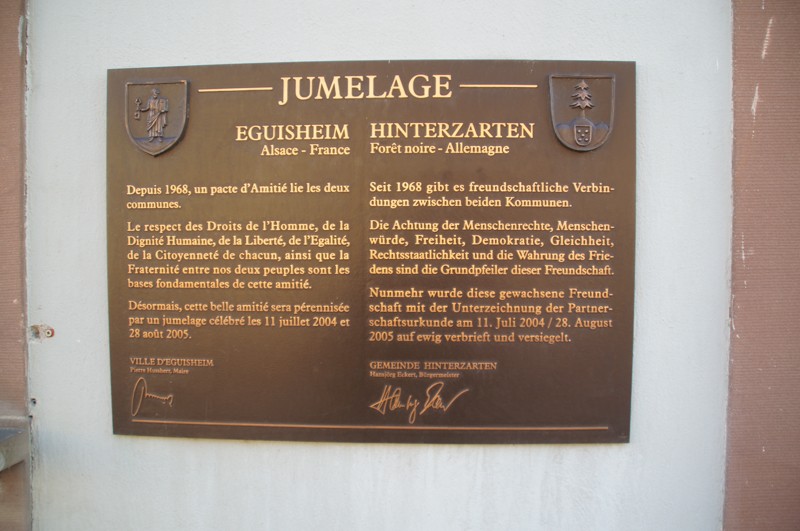 JUMELAGE
EGUISHEIM
Alsace - France
Depuis 1968, un pacte d'Amitié lie les deux
communes.
Le respect des Droits de l'Homme, de la
Dignité Humaine, de la Liberté, de l'Egalité,
de la Citoyenneté de chacun, ainsi que la
Fraternité entre nos deux peuples sont les
bases fondamentales de cette amitié.
Désormais, cette belle amitié sera pérennisée
par un jumelage célébré les 11 juillet 2004 et
28 août 2005.
VILLE D'EGUISHEIM
Pierre Humbert, Maire
HINTERZARTEN
Forêt noire - Allemagne
Seit 1968 gibt es freundschaftliche Verbin-
dungen zwischen beiden Kommunen.
Die Achtung der Menschenrechte, Menschen-
würde, Freiheit, Demokratie, Gleichheit,
Rechtsstaatlichkeit und die Wahrung des Frie-
dens sind die Grundpfeiler dieser Freundschaft.
Nunmehr wurde diese gewachsene Freund-
schaft mit der Unterzeichnung der Partner-
schaftsurkunde am 11. Juli 2004 / 28. August
2005 auf ewig verbrieft und versiegelt.
GEMEINDE HINTERZARTEN
Hansjörg Eckert, Bürgermeister